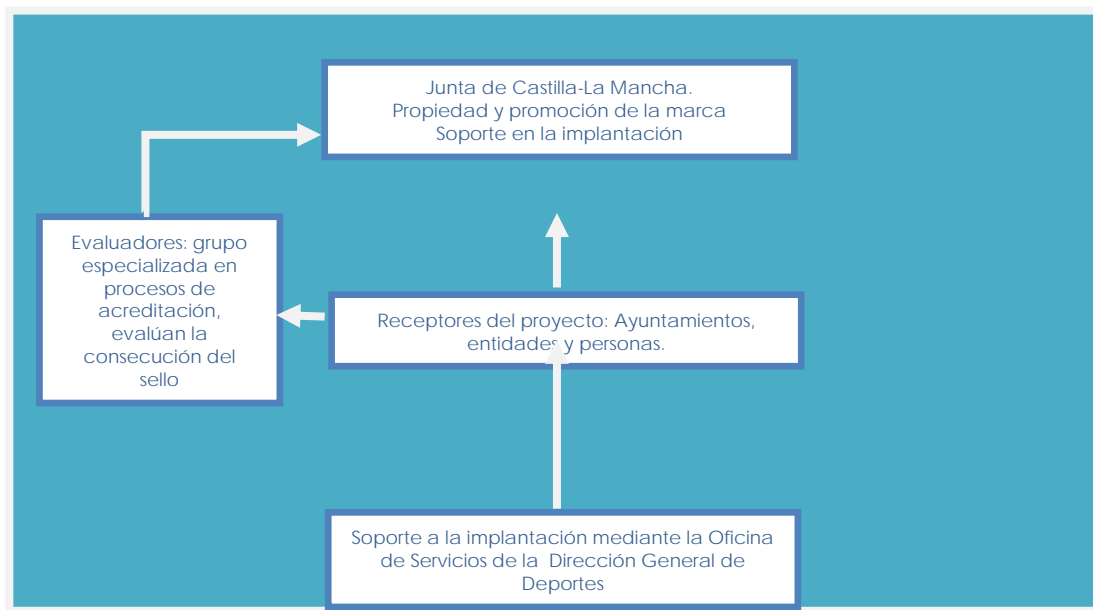 Junta de Castilla-La Mancha.
Propiedad y promoción de la marca
Soporte en la implantación
Evaluadores: grupo
especializada en
procesos de
acreditación,
evalúan la
consecución del
sello
Receptores del proyecto: Ayuntamientos,
entidades y personas.
Soporte a la implantación mediante la Oficina
de Servicios de la Dirección General de
Deportes